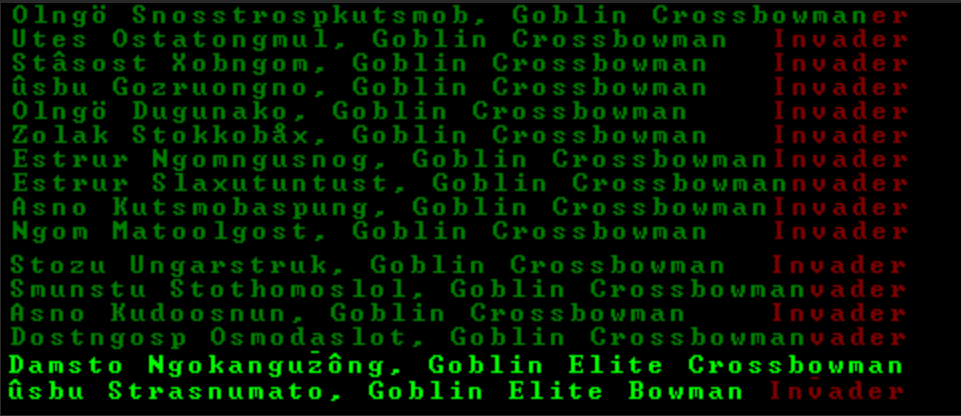 Olngö Snosstrospkutsmob, Goblin Crossbowmaner
Utes Ostatongmul, Goblin Crossbowman Invader
Stâsost Xobngom, Goblin Crossbowman Invader
ûsbu Gozruongno, Goblin Crossbowman Invader
Olngö Dugunako, Goblin Crossbowman Invader
Zolak Stokkobåx, Goblin Crossbowman Invader
Estrur Ngomngusnog, Goblin CrossbowmanInvader
Estrur Slaxutuntust, Goblin Crossbowmannvader
Asno Kutsmobaspung, Goblin CrossbowmanInvader
Ngom Matoolgost, Goblin Crossbowman Invader
Stozu Ungarstruk, Goblin Crossbowman Invader
Smunstu Stothomoslol, Goblin Crossbowmanvader
Asno Kudoosnun, Goblin Crossbowman Invader
Dostngosp Osmodaslot, Goblin Crossbowmanvader
Damsto Ngokanguzông, Goblin Elite Crossbowman
ûsbu Strasnumato, Goblin Elite Bowman Invader